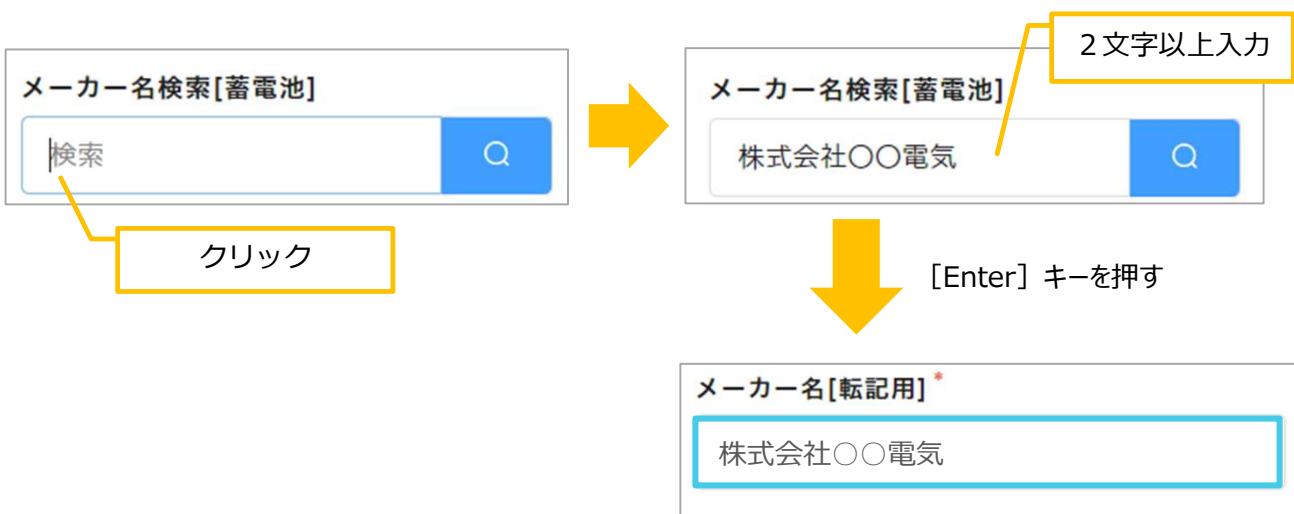 メーカー名検索[蓄電池]
検索
クリック
2文字以上入力
メーカー名検索[蓄電池]
株式会社〇〇電気
[Enter] キーを押す
メーカー名[転記用]*
株式会社○○電気